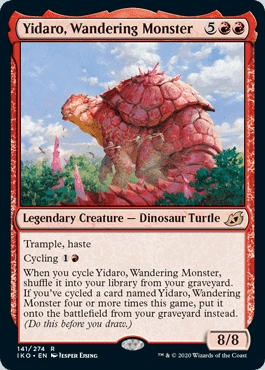 Yidaro, Wandering Monster 5
Legendary Creature — Dinosaur Turtle
Trample, haste
Cycling 1
When you cycle Yidaro, Wandering Monster,
shuffle it into your library from your graveyard.
If you've cycled a card named Yidaro, Wandering
Monster four or more times this game, put it
onto the battlefield from your graveyard instead.
(Do this before you draw.)
8/8
141/274 R
IKO • EN Jesper Ejsing
™ & © 2020 Wizards of the Coast